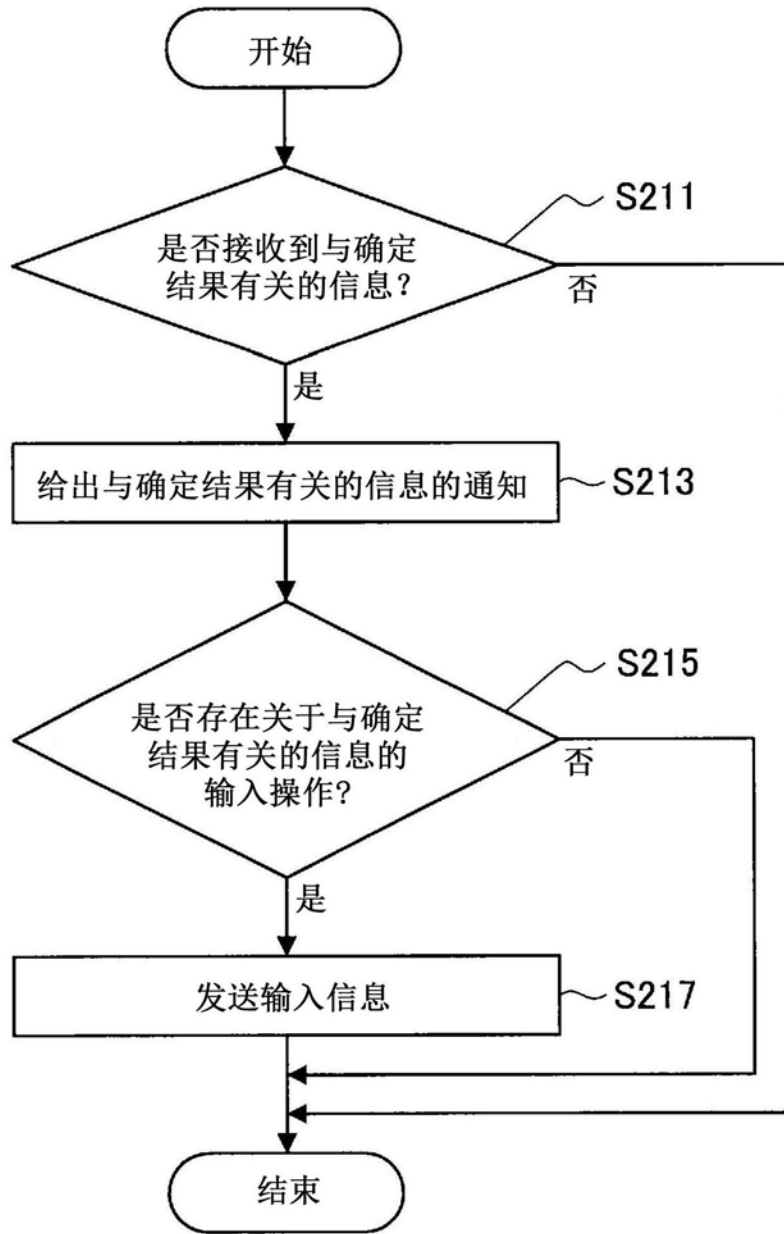 开始
S211
是否接收到与确定
结果有关的信息？
否
是
给出与确定结果有关的信息的通知
S213
S215
是否存在关于与确定
结果有关的信息的
输入操作？
否
是
发送输入信息
S217
结束